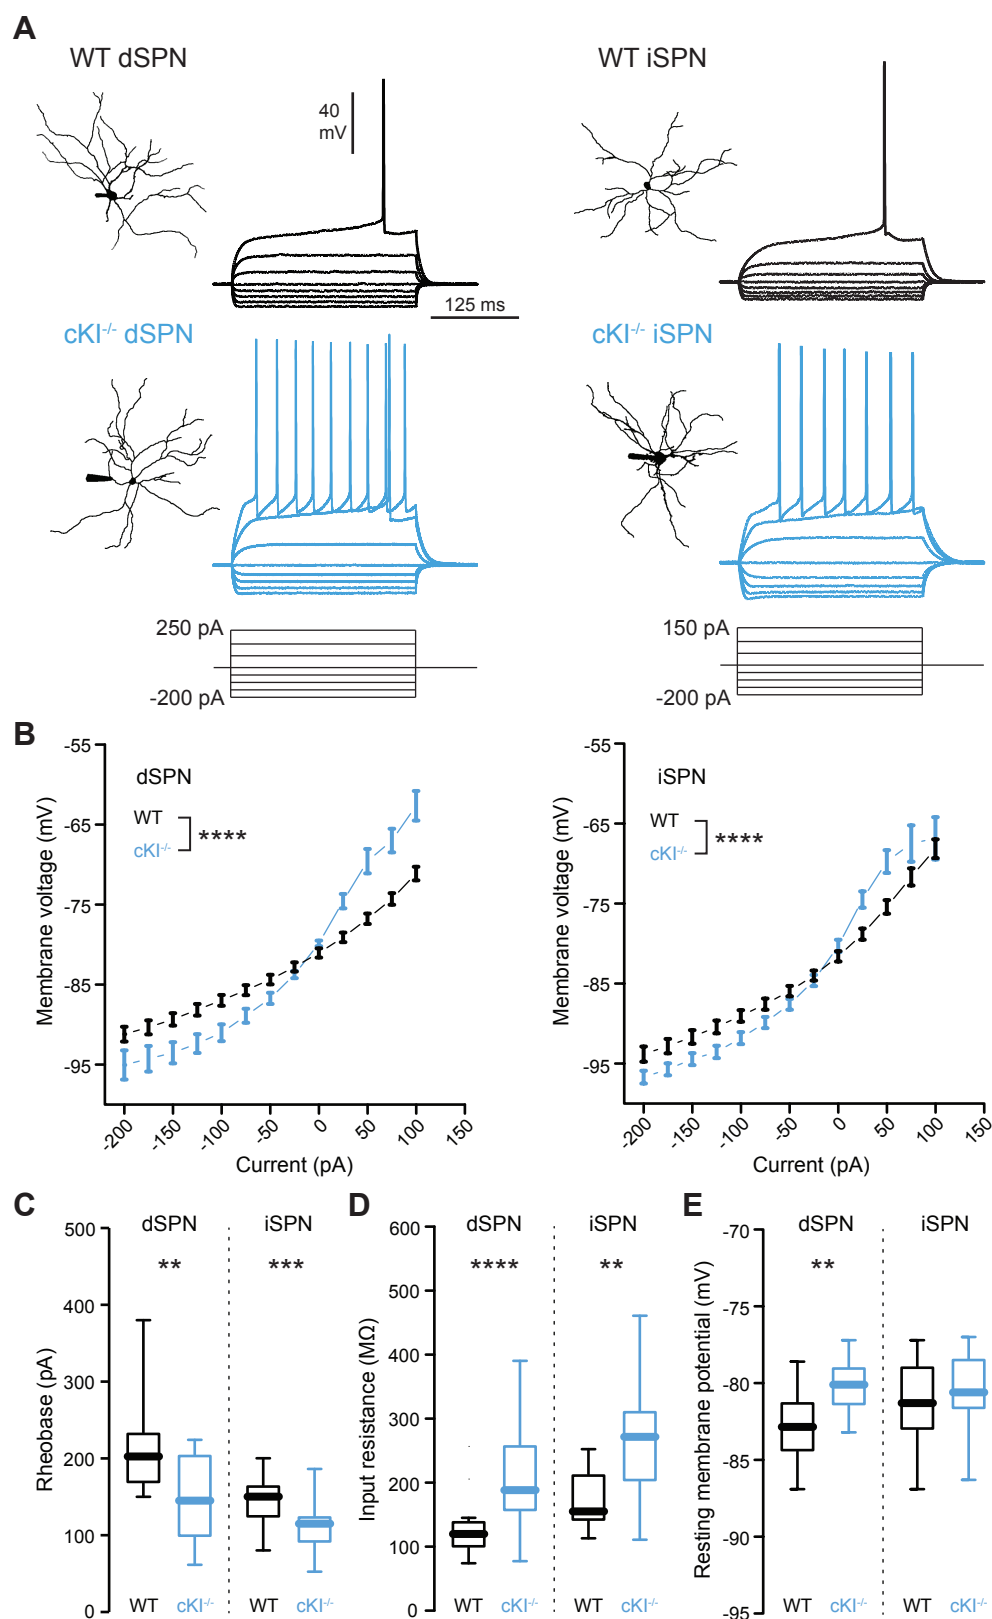 A
WT dSPN
WT iSPN
40
mV
125 ms
cKI-/- dSPN
cKI-/- iSPN
250 pA
-200 pA
150 pA
-200 pA
B
-55
-65
-75
-85
-95
Membrane voltage (mV)
dSPN
WT
cKI-/-
****
-200
-150
-100
-50
0
50
100
150
Current (pA)
-55
-65
-75
-85
-95
Membrane voltage (mV)
iSPN
WT
cKI-/-
****
-200
-150
-100
-50
0
50
100
150
Current (pA)
C
500
400
300
200
100
0
Rheobase (pA)
dSPN
iSPN
**
***
WT
cKI-/-
WT
cKI-/-
D
600
500
400
300
200
100
0
Input resistance (MΩ)
dSPN
iSPN
****
**
WT
cKI-/-
WT
cKI-/-
E
-70
-75
-80
-85
-90
-95
Resting membrane potential (mV)
dSPN
iSPN
**
WT
cKI-/-
WT
cKI-/-